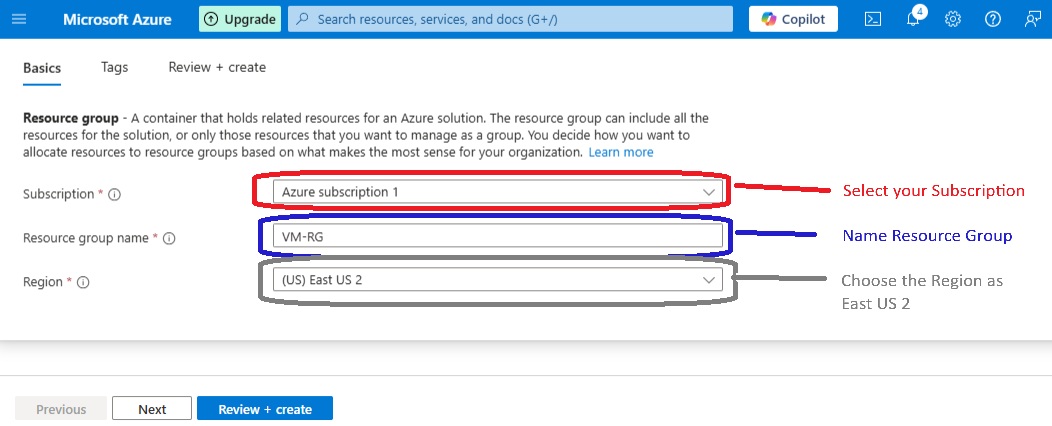 Microsoft Azure
Upgrade
Search resources, services, and docs (G+/)
Copilot
4
Basics
Tags
Review + create
Resource group - A container that holds related resources for an Azure solution. The resource group can include all the
resources for the solution, or only those resources that you want to manage as a group. You decide how you want to
allocate resources to resource groups based on what makes the most sense for your organization. Learn more
Subscription *
Azure subscription 1
Select your Subscription
Resource group name *
VM-RG
Name Resource Group
Region *
(US) East US 2
Choose the Region as
East US 2
Previous
Next
Review + create